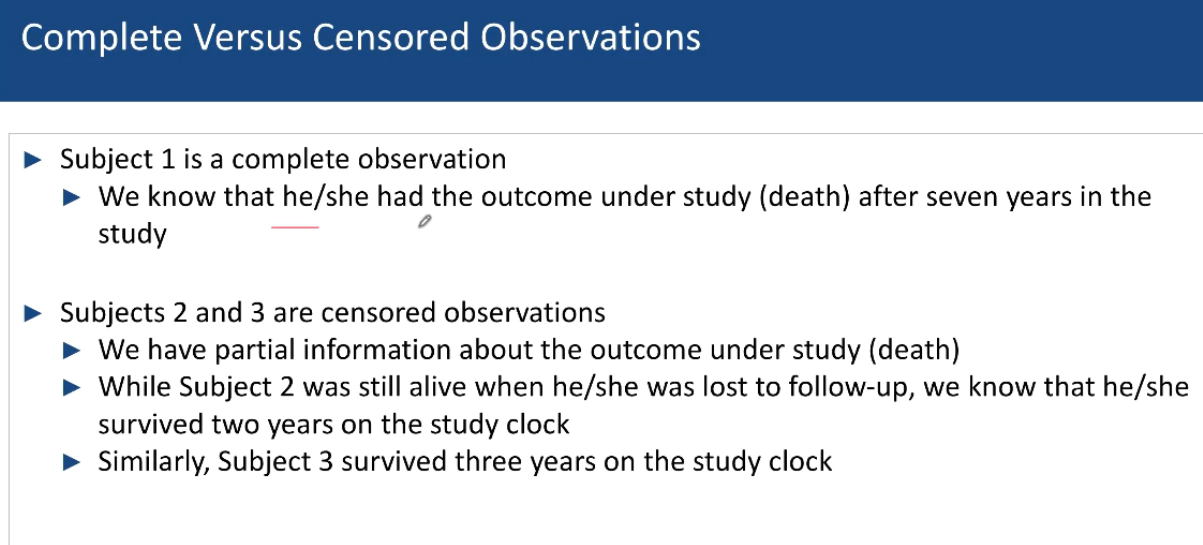 Complete Versus Censored Observations
Subject 1 is a complete observation
We know that he/she had the outcome under study (death) after seven years in the
study
Subjects 2 and 3 are censored observations
We have partial information about the outcome under study (death)
While Subject 2 was still alive when he/she was lost to follow-up, we know that he/she
survived two years on the study clock
Similarly, Subject 3 survived three years on the study clock